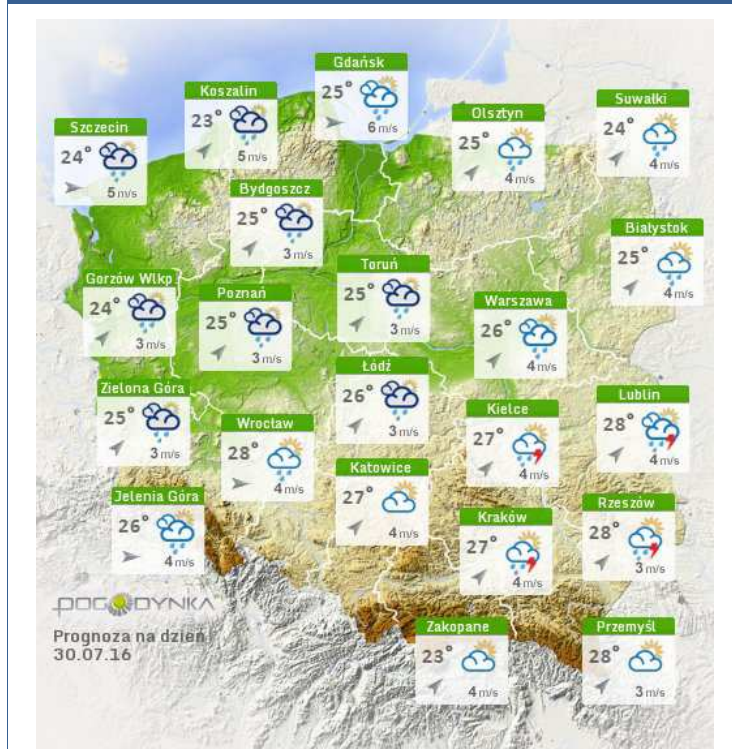 Gdańsk
25°
6 m/s
Koszalin
23°
5 m/s
Olsztyn
25°
4 m/s
Suwałki
24°
4 m/s
Szczecin
24°
5 m/s
Bydgoszcz
25°
3 m/s
Białystok
25°
4 m/s
Gorzów Wlkp
24°
3 m/s
Poznań
25°
3 m/s
Toruń
25°
3 m/s
Warszawa
26°
4 m/s
Łódź
26°
3 m/s
Zielona Góra
25°
3 m/s
Wrocław
28°
4 m/s
Kielce
27°
4 m/s
Lublin
28°
4 m/s
Katowice
27°
4 m/s
Jelenia Góra
26°
4 m/s
Kraków
27°
4 m/s
Rzeszów
28°
3 m/s
POGODYNKA
Prognoza na dzień
30.07.16
Zakopane
23°
4 m/s
Przemyśl
28°
3 m/s